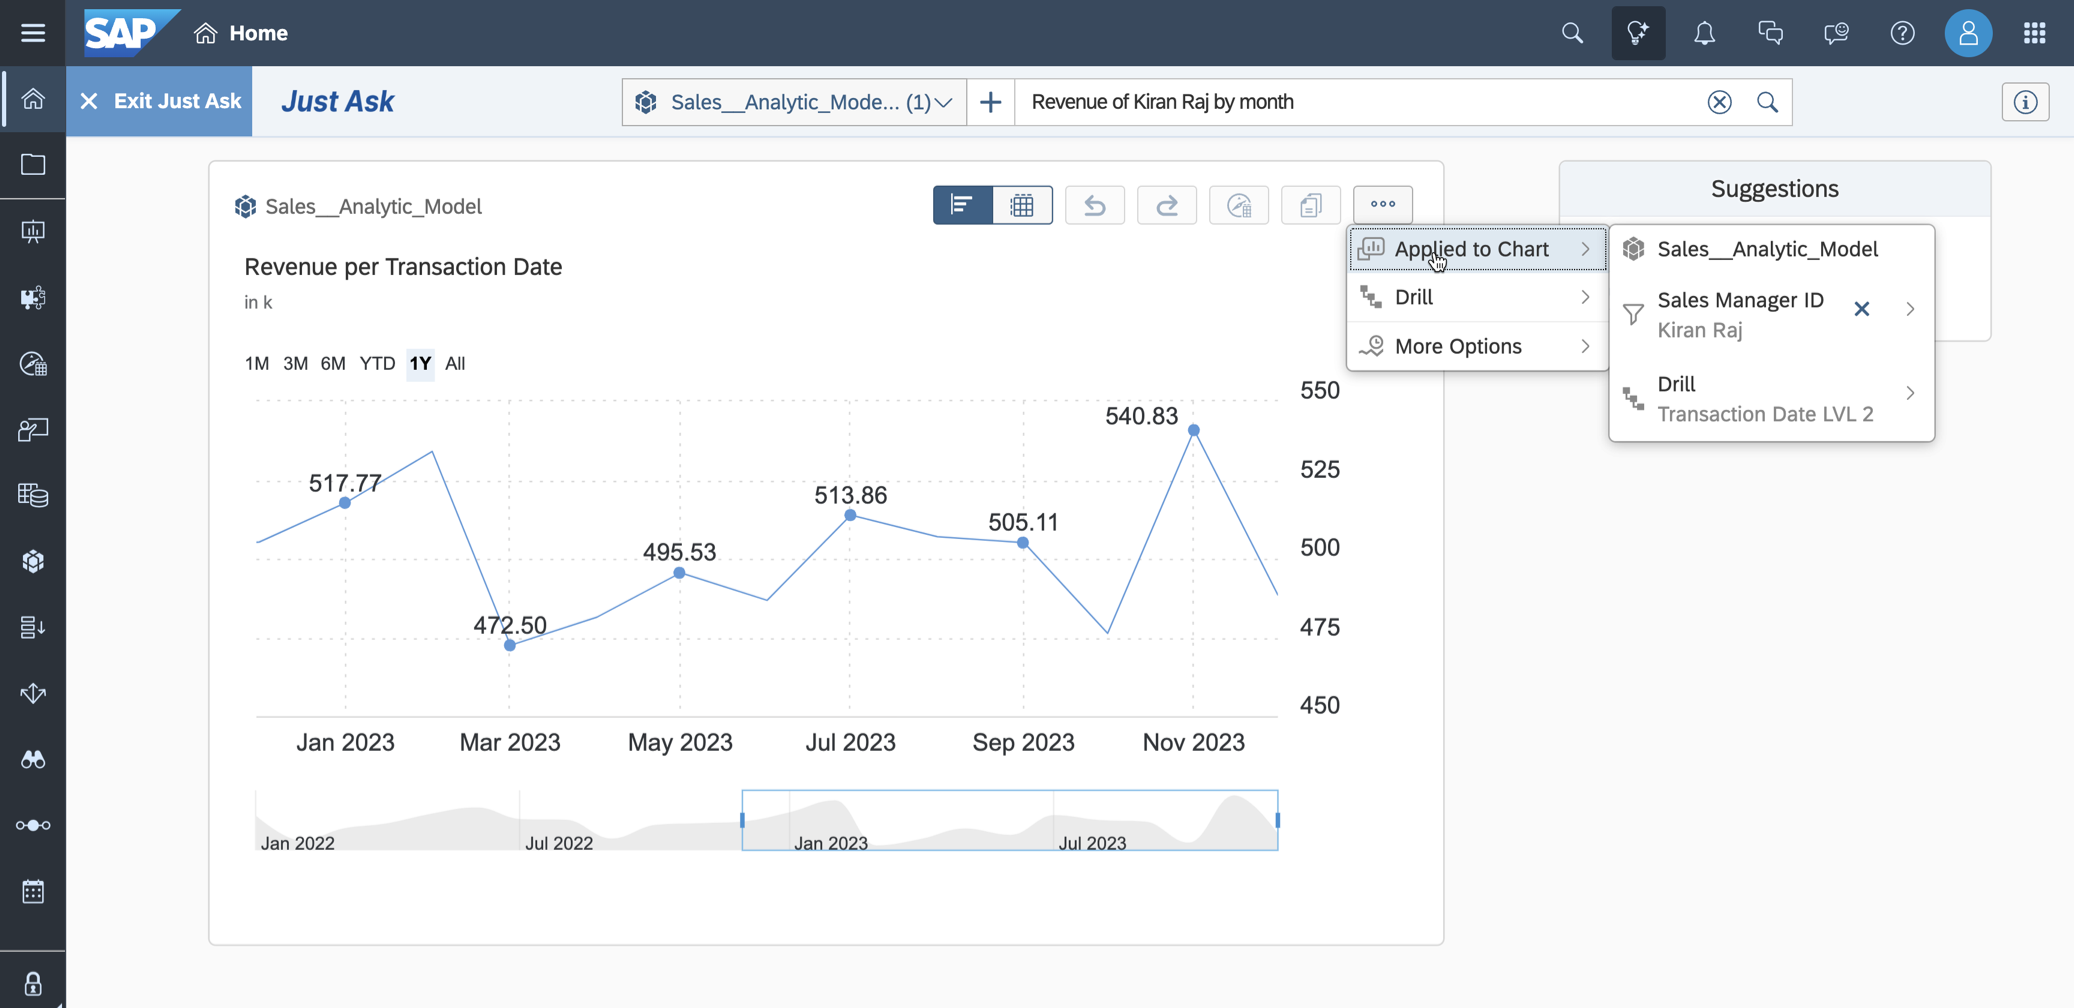 SAP Home
Exit Just Ask
Just Ask
Sales__Analytic_Mode... (1)
Revenue of Kiran Raj by month
Sales__Analytic_Model
Revenue per Transaction Date
in k
1M 3M 6M YTD 1Y All
550
525
500
475
450
517.77
472.50
495.53
513.86
505.11
540.83
Jan 2023 Mar 2023 May 2023 Jul 2023 Sep 2023 Nov 2023
Jan 2022 Jul 2022 Jan 2023 Jul 2023
Applied to Chart
Drill
More Options
Suggestions
Sales__Analytic_Model
Sales Manager ID
Kiran Raj
Drill
Transaction Date LVL 2